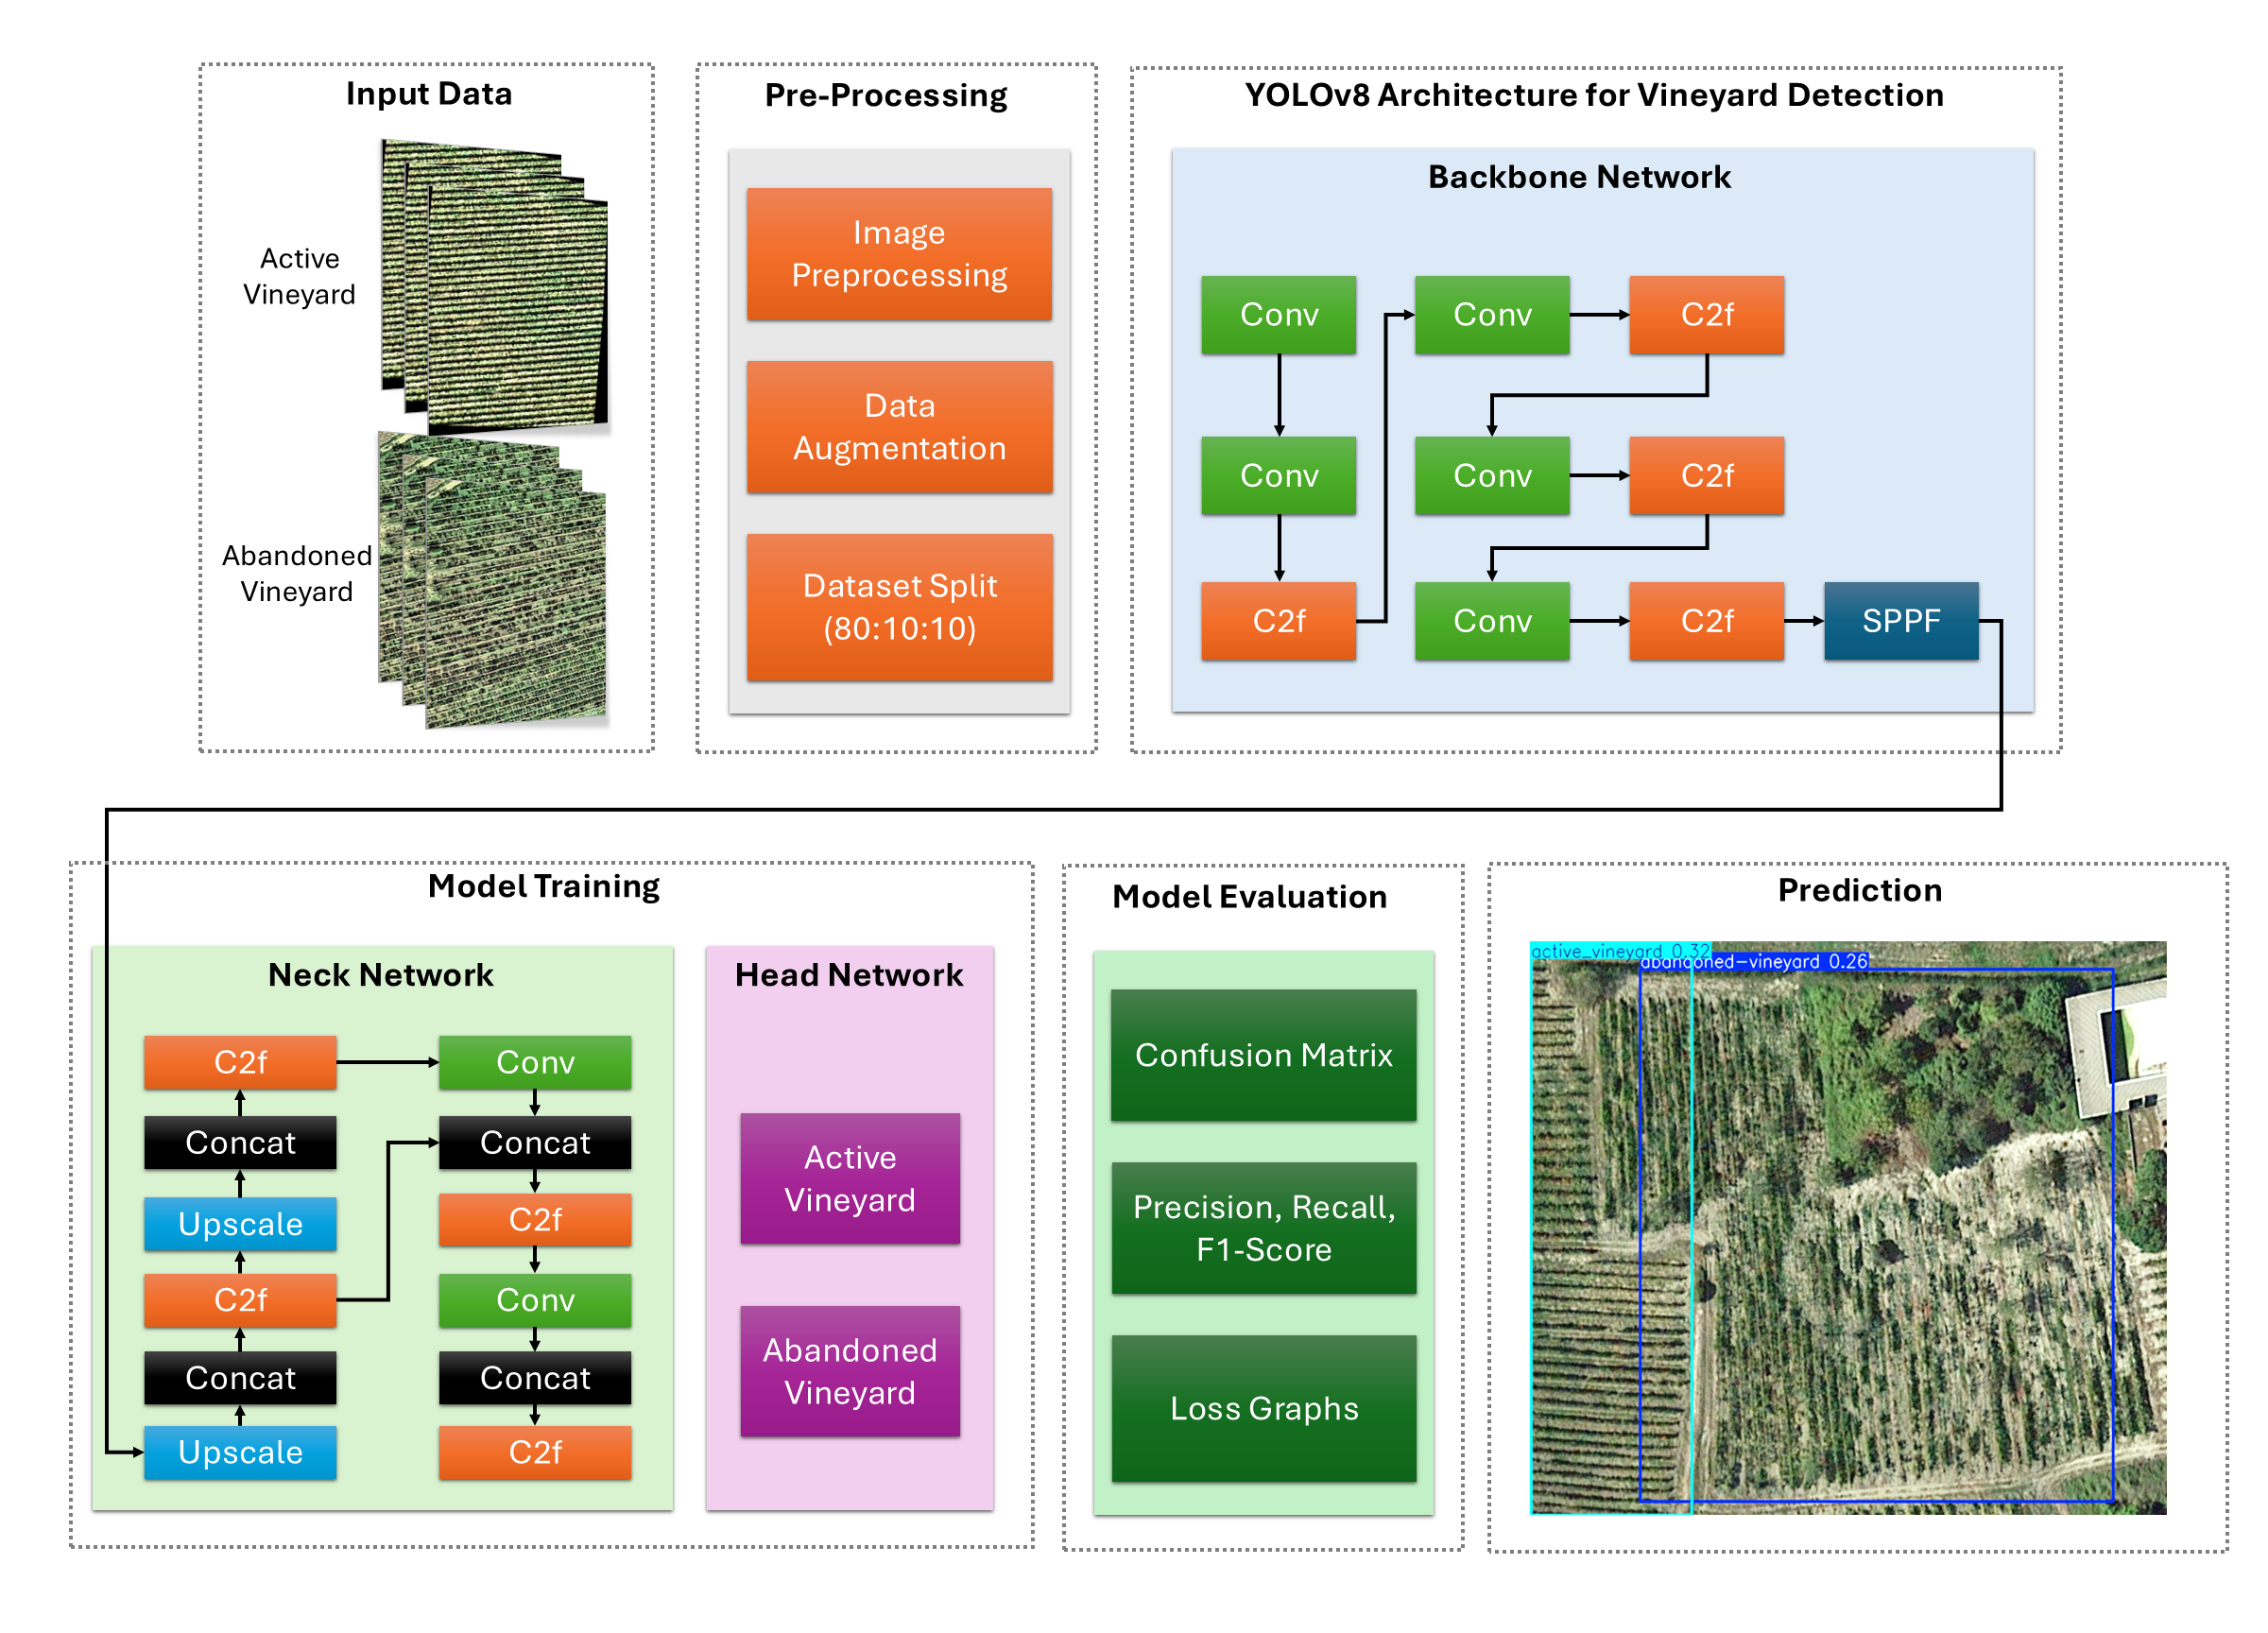 Input Data
Active
Vineyard
Abandoned
Vineyard
Pre-Processing
Image
Preprocessing
Data
Augmentation
Dataset Split
(80:10:10)
YOLOv8 Architecture for Vineyard Detection
Backbone Network
Conv
Conv
C2f
Conv
C2f
Conv
C2f
Conv
C2f
SPPF
Model Training
Neck Network
C2f
Concat
Upscale
C2f
Concat
Upscale
Conv
Concat
C2f
Conv
Concat
C2f
Head Network
Active
Vineyard
Abandoned
Vineyard
Model Evaluation
Confusion Matrix
Precision, Recall,
F1-Score
Loss Graphs
Prediction
active_vineyard 0.32
abandoned-vineyard 0.26